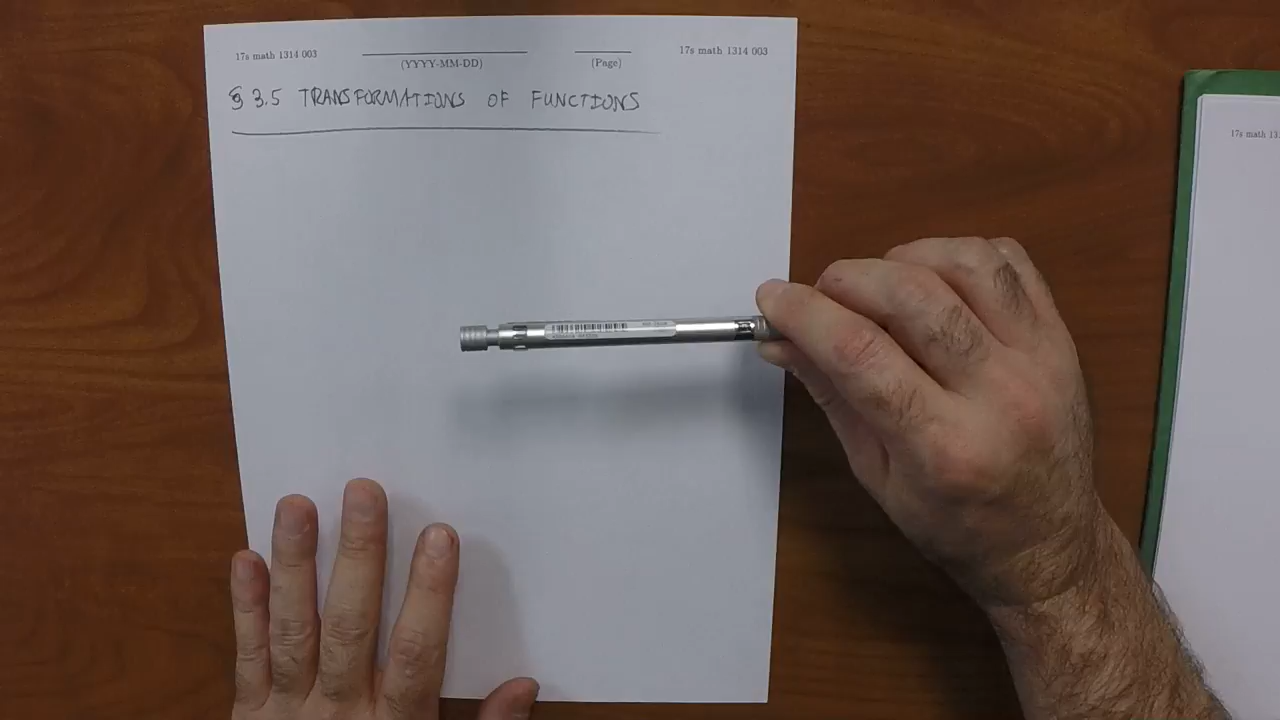 17s math 1314 003
(YYYY-MM-DD)
(Page)
17s math 1314 003
§ 3.5 TRANSFORMATIONS OF FUNCTIONS
17s math 13